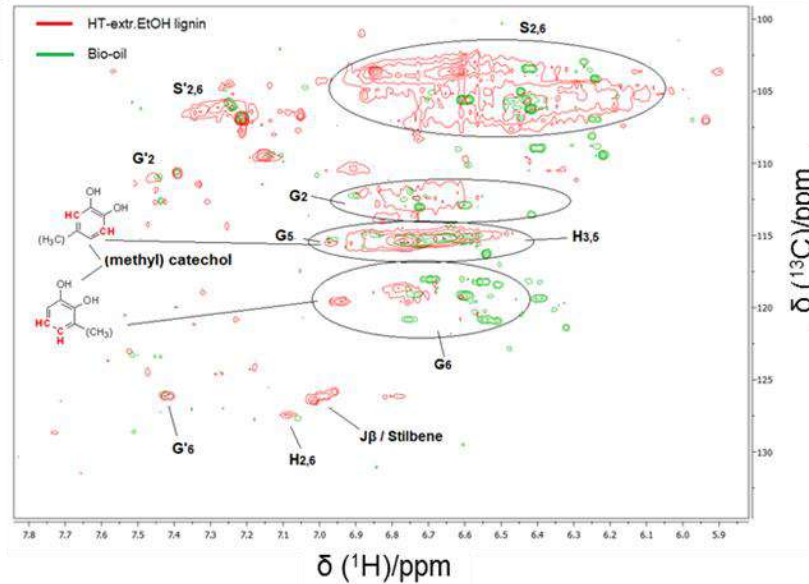 HT-extr.EtOH lignin
Bio-oil
S2,6
S'2,6
G'2
G2
G5
H3,5
OH
OH
HC
H
(H3C)
(methyl) catechol
OH
OH
HC
C
H
(CH3)
G6
G'6
H2,6
Jβ / Stilbene
100
105
110
115
120
125
130
δ (13C)/ppm
7.8 7.7 7.6 7.5 7.4 7.3 7.2 7.1 7.0 6.9 6.8 6.7 6.6 6.5 6.4 6.3 6.2 6.1 6.0 5.9
δ (1H)/ppm